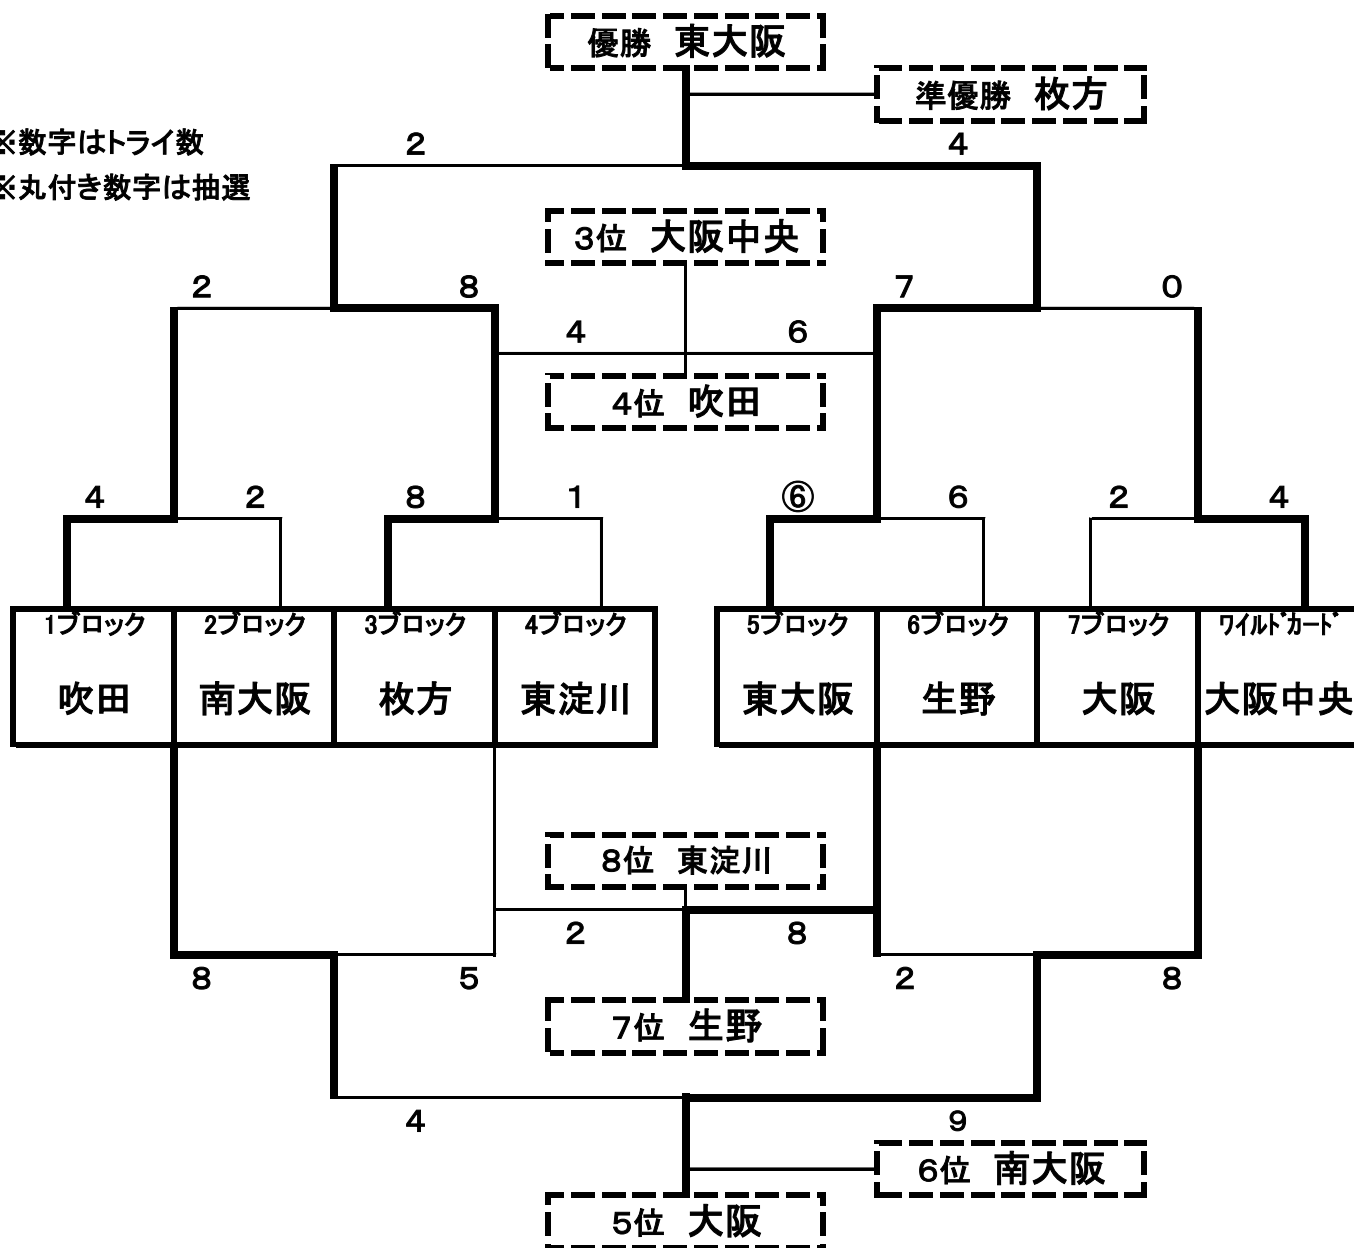 優勝 東大阪
準優勝 枚方
※数字はトライ数
2
4
※丸付き数字は抽選
3位 大阪中央
2
8
7
0
4
6
4位 吹田
4
2
8
1
⑥
6
2
4
1ブロック
2ブロック
3ブロック
4ブロック
5ブロック
6ブロック
7ブロック
ワイルドカード
吹田
南大阪
枚方
東淀川
東大阪
生野
大阪
大阪中央
8位 東淀川
2
8
8
5
2
8
7位 生野
4
9
6位 南大阪
5位 大阪